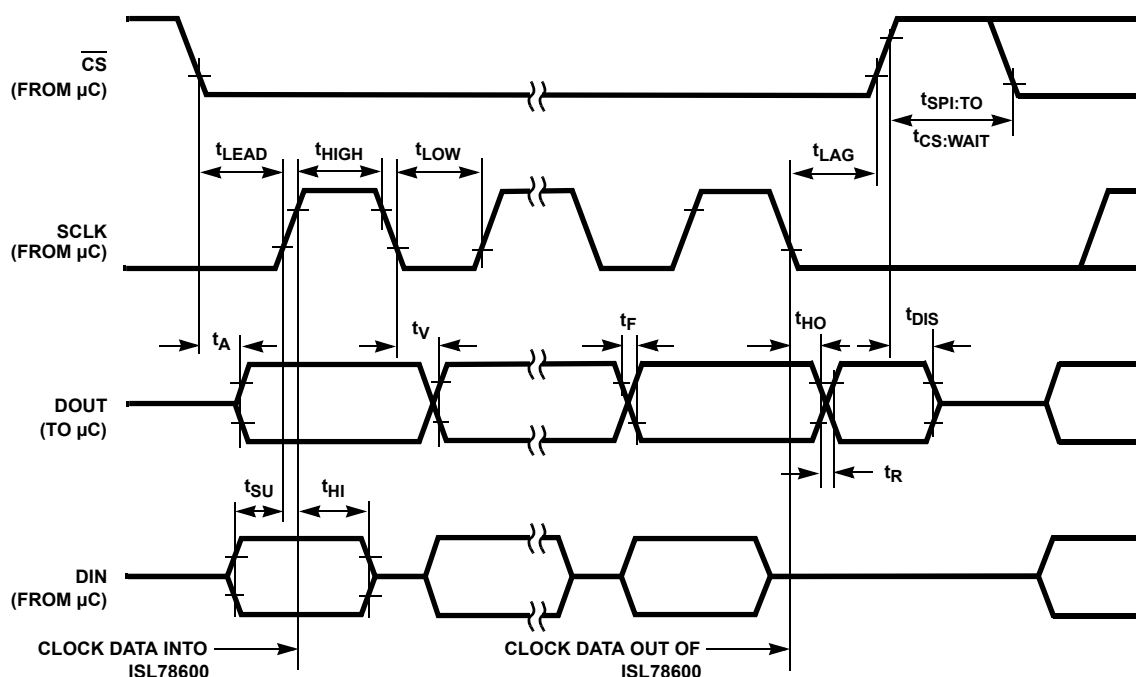 CS
(FROM µC)
tSPI:TO
tCS:WAIT
tLEAD
tHIGH
tLOW
tLAG
SCLK
(FROM µC)
tA
tV
tF
tHO
tDIS
DOUT
(TO µC)
tR
tSU
tHI
DIN
(FROM µC)
CLOCK DATA INTO
ISL78600
CLOCK DATA OUT OF
ISL78600